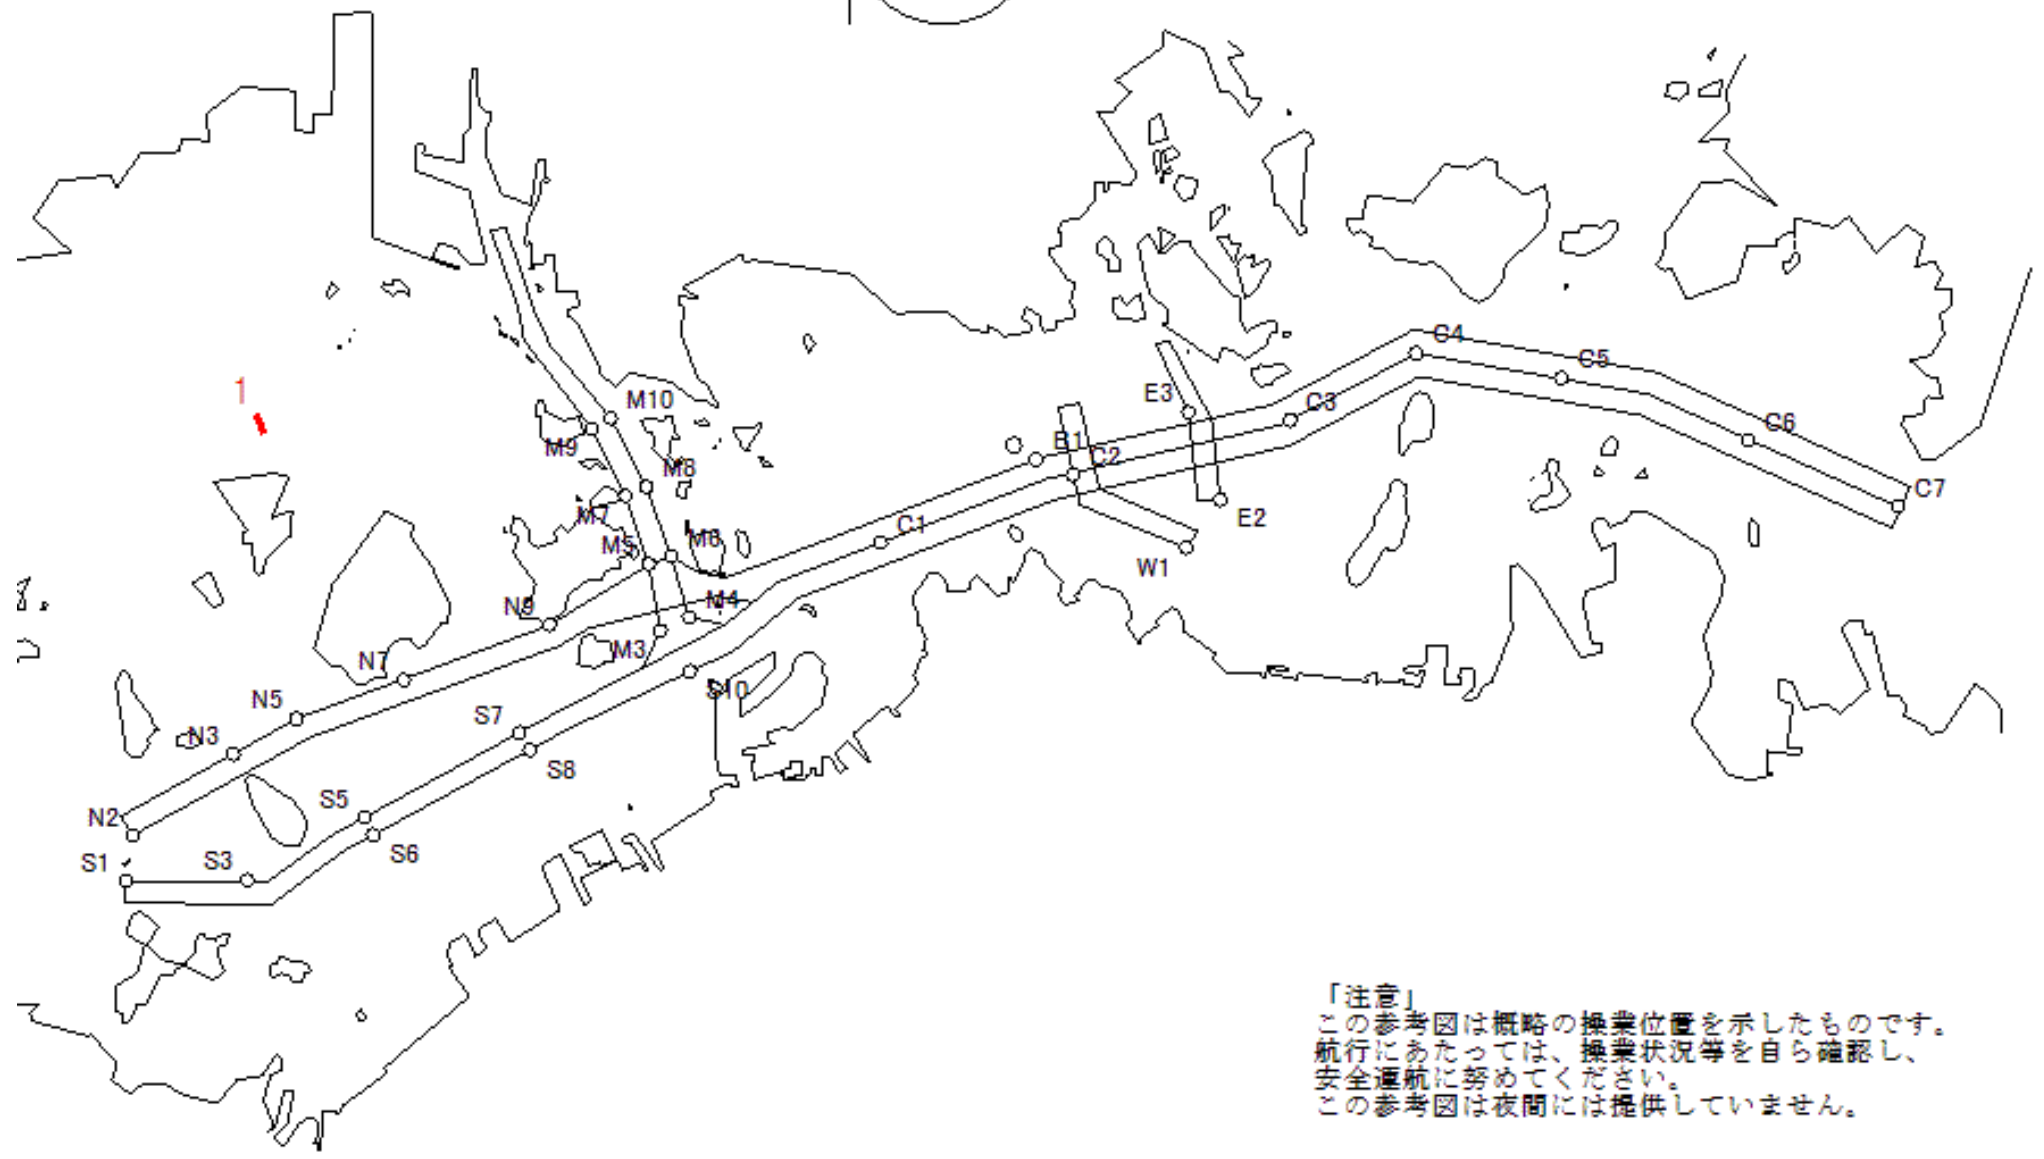 C4
C5
1
E3
M10
C3
C6
B1
M9
C2
M8
C7
M7
E2
C1
M5
M6
W1
N9
M4
M3
N7
S10
N5
S7
N3
S8
S5
N2
S6
S1
S3
「注意」
この参考図は概略の操業位置を示したものです。
航行にあたっては、操業状況等を自ら確認し、
安全運航に努めてください。
この参考図は夜間には提供していません。